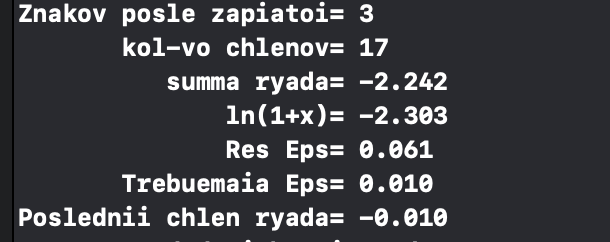 Znakov posle zapiatoi= 3
kol-vo chlenov= 17
summa ryada= -2.242
ln(1+x)= -2.303
Res Eps= 0.061
Trebuemaia Eps= 0.010
Poslednii chlen ryada= -0.010